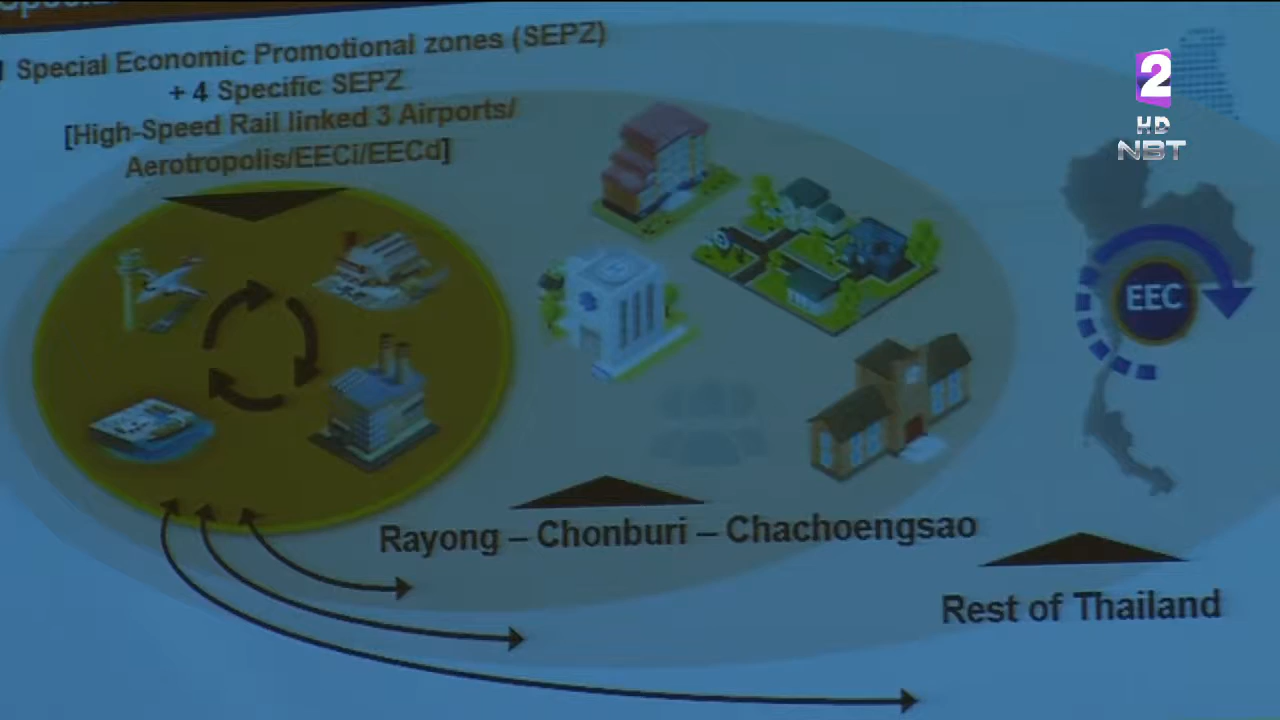 Special Economic Promotional zones (SEPZ)
+ 4 Specific SEPZ
[High-Speed Rail linked 3 Airports/
Aerotropolis/EECi/EECd]
2
HD
NBT
EEC
Rayong – Chonburi – Chachoengsao
Rest of Thailand